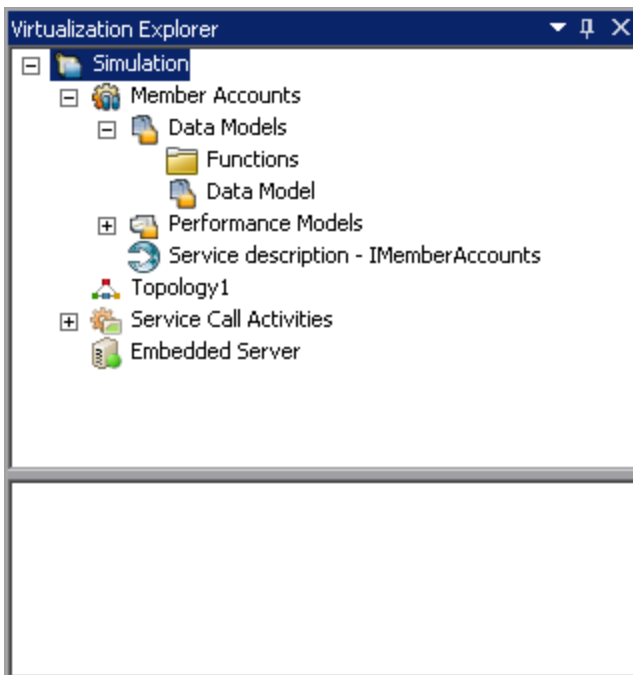 Virtualization Explorer
Simulation
Member Accounts
Data Models
Functions
Data Model
Performance Models
Service description - IMemberAccounts
Topology1
Service Call Activities
Embedded Server